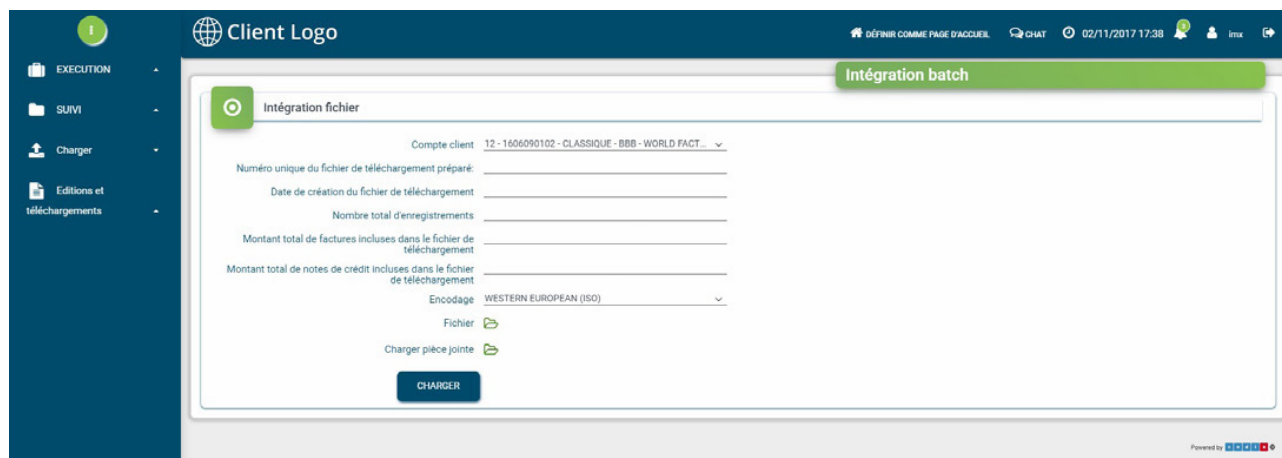 Client Logo
DÉFINIR COMME PAGE D'ACCUEIL
CHAT
02/11/2017 17:38
imx
EXECUTION
SUIVI
Charger
Editions et
téléchargements
Intégration batch
Intégration fichier
Compte client 12 - 1606090102 - CLASSIQUE - BBB - WORLD FACT...
Numéro unique du fichier de téléchargement préparé:
Date de création du fichier de téléchargement
Nombre total d'enregistrements
Montant total de factures incluses dans le fichier de
téléchargement
Montant total de notes de crédit incluses dans le fichier
de téléchargement
Encodage WESTERN EUROPEAN (ISO)
Fichier
Charger pièce jointe
CHARGER
Powered by